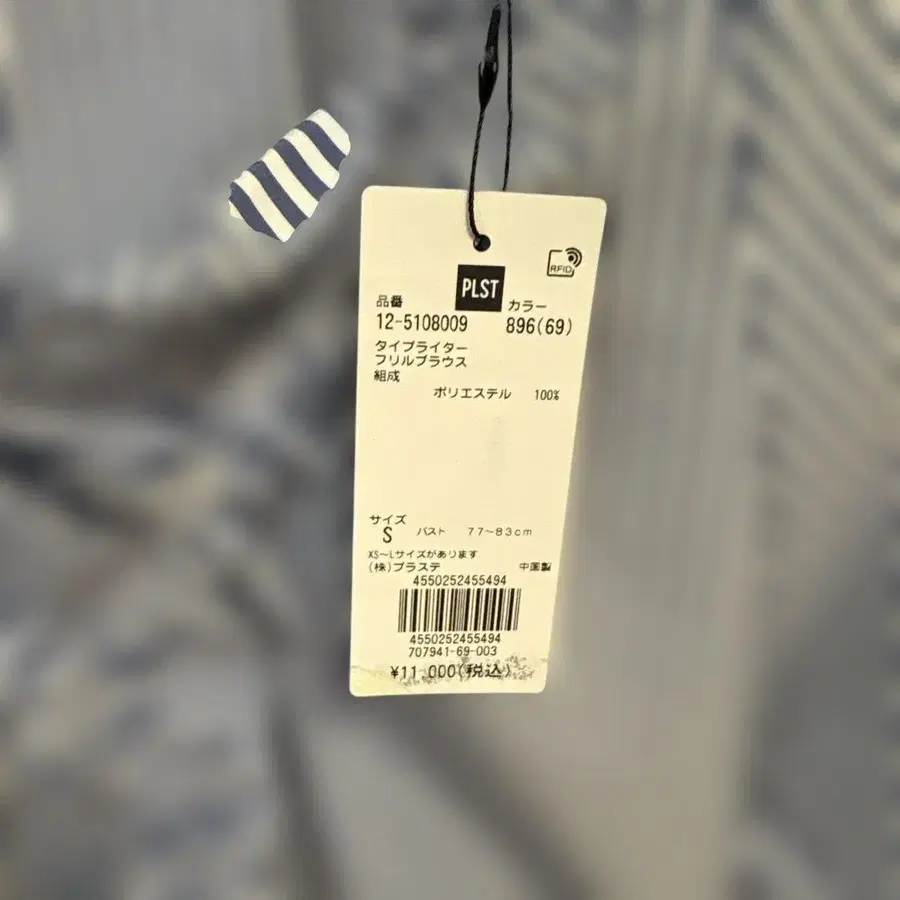 RFID
PLST
品番 カラー
12-5108009 896(69)
タイプライター
フリルブラウス
組成
ポリエステル 100%
サイズ
S バスト 77~83cm
XS~Lサイズがあります
(株)プラステ 中国製
4550252455494
4550252455494
707941-69-003
¥11 000(税込)